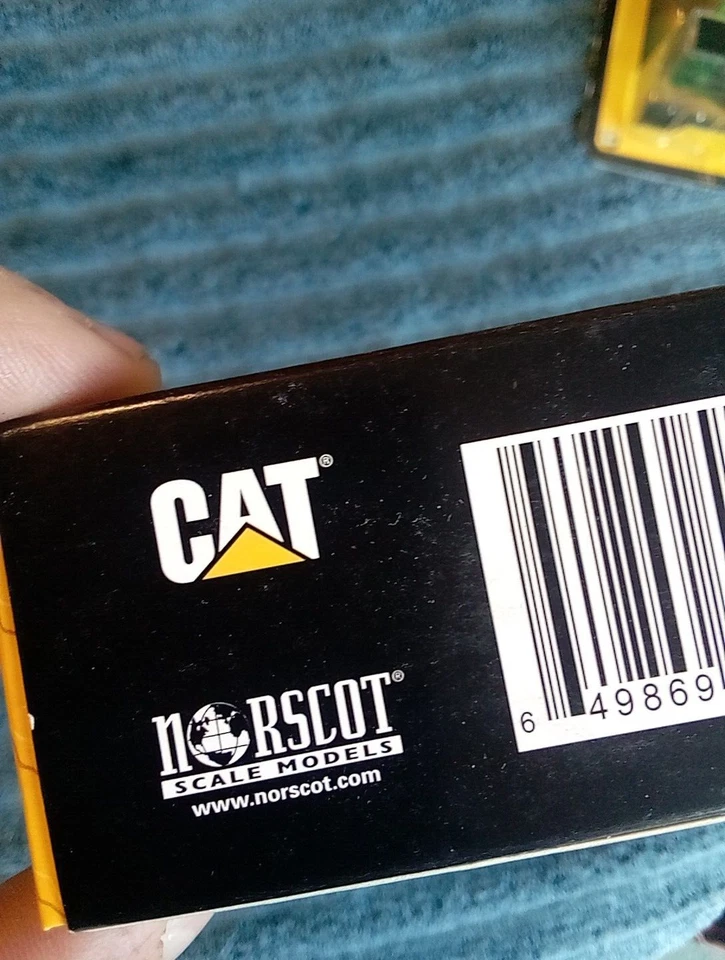 CAT®
NORSCOT®
SCALE MODELS
www.norscot.com
6 49869